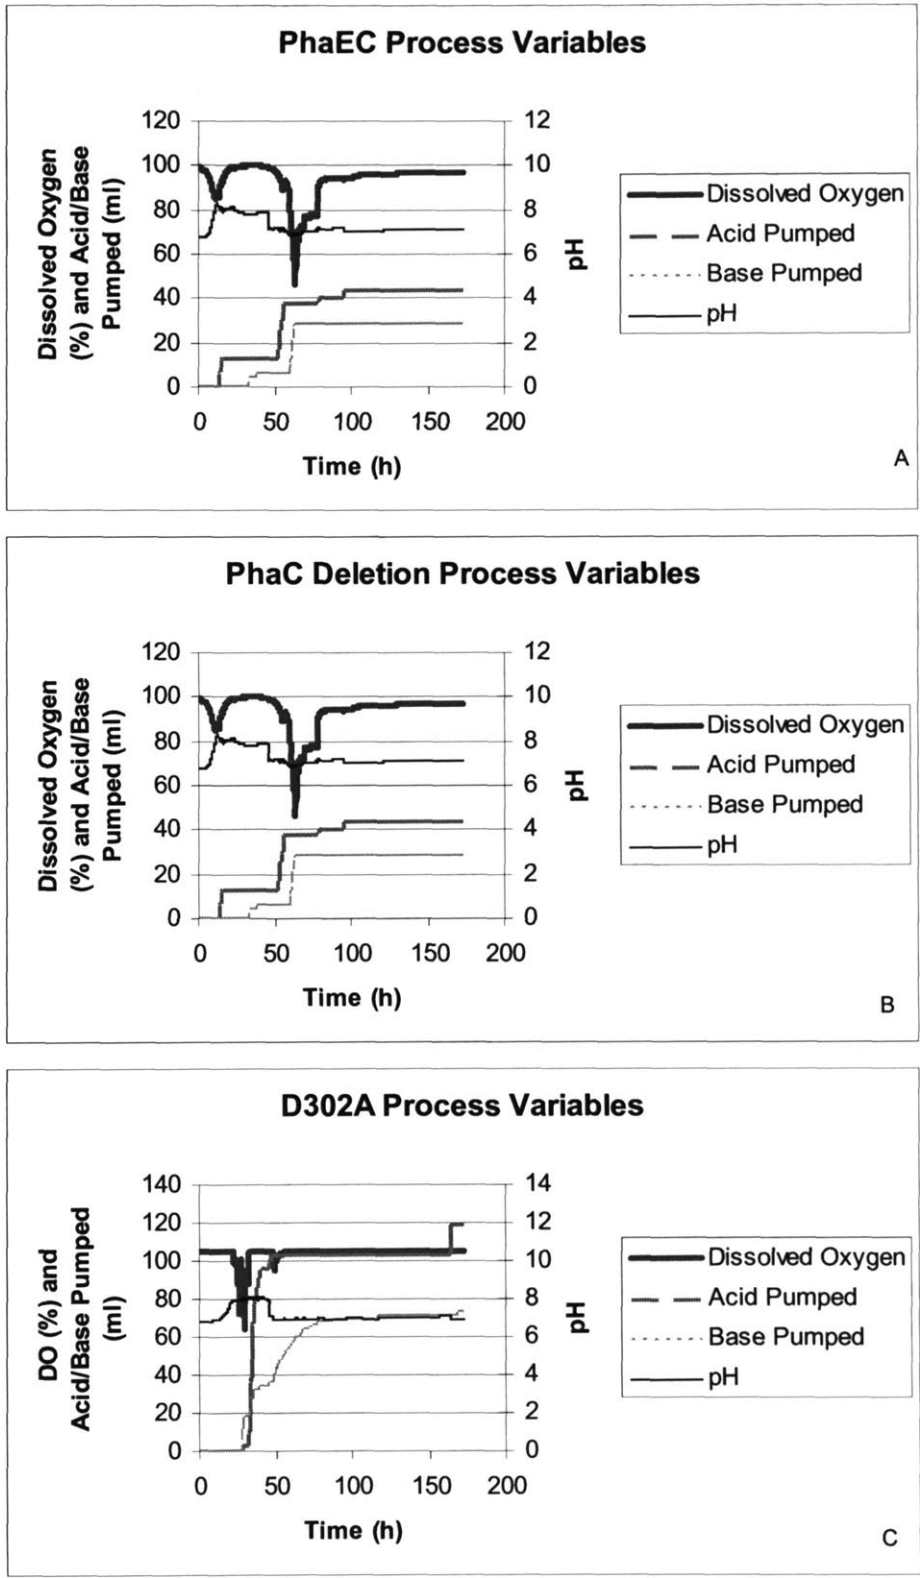 PhaEC Process Variables
Dissolved Oxygen
(%) and Acid/Base
Pumped (ml)
120
100
80
60
40
20
0
12
10
8
6
4
2
0
pH
0
50
100
150
200
Time (h)
Dissolved Oxygen
Acid Pumped
Base Pumped
pH
A
PhaC Deletion Process Variables
Dissolved Oxygen
(%) and Acid/Base
Pumped (ml)
120
100
80
60
40
20
0
12
10
8
6
4
2
0
pH
0
50
100
150
200
Time (h)
Dissolved Oxygen
Acid Pumped
Base Pumped
pH
B
D302A Process Variables
DO (%) and
Acid/Base Pumped
(ml)
140
120
100
80
60
40
20
0
14
12
10
8
6
4
2
0
pH
0
50
100
150
200
Time (h)
Dissolved Oxygen
Acid Pumped
Base Pumped
pH
C